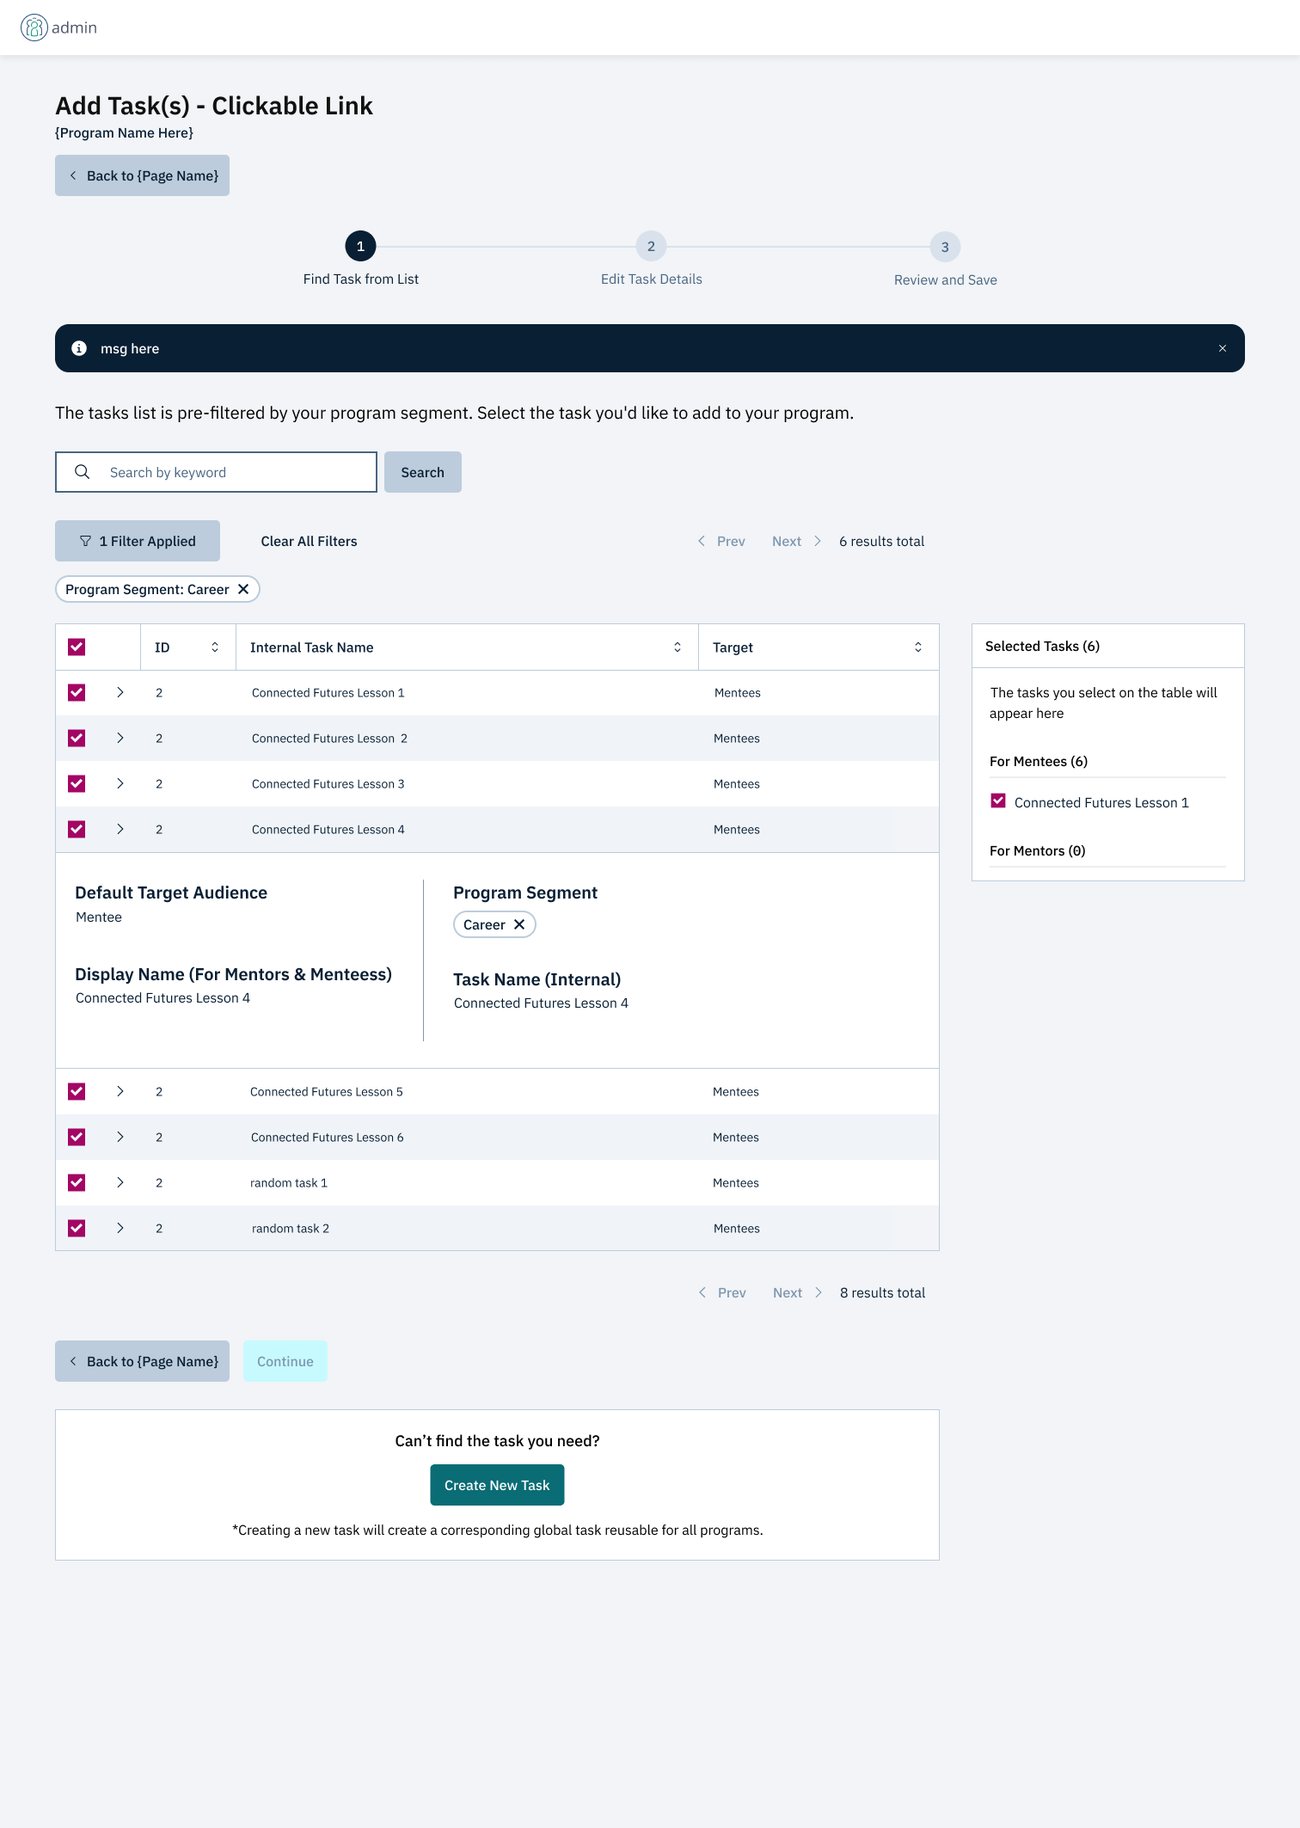 admin
Add Task(s) - Clickable Link
{Program Name Here}
Back to {Page Name}
1
2
3
Find Task from List
Edit Task Details
Review and Save
msg here
The tasks list is pre-filtered by your program segment. Select the task you'd like to add to your program.
Search by keyword
Search
1 Filter Applied
Clear All Filters
Prev
Next
6 results total
Program Segment: Career
ID
Internal Task Name
Target
2 Connected Futures Lesson 1 Mentees
2 Connected Futures Lesson 2 Mentees
2 Connected Futures Lesson 3 Mentees
2 Connected Futures Lesson 4 Mentees
Default Target Audience
Mentee
Display Name (For Mentors & Menteess)
Connected Futures Lesson 4
Program Segment
Career
Task Name (Internal)
Connected Futures Lesson 4
2 Connected Futures Lesson 5 Mentees
2 Connected Futures Lesson 6 Mentees
2 random task 1 Mentees
2 random task 2 Mentees
Selected Tasks (6)
The tasks you select on the table will
appear here
For Mentees (6)
Connected Futures Lesson 1
For Mentors (0)
Prev
Next
8 results total
Back to {Page Name}
Continue
Can’t find the task you need?
Create New Task
*Creating a new task will create a corresponding global task reusable for all programs.